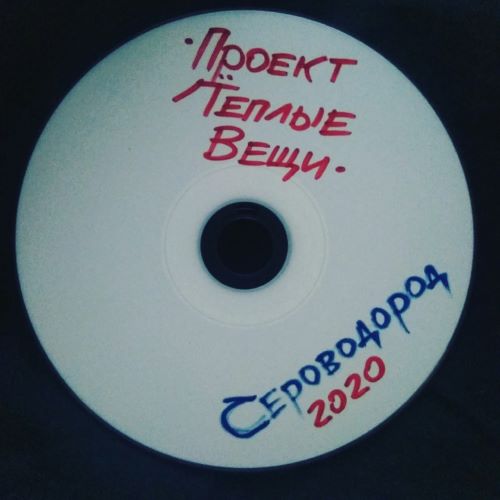 ·Проект
Тёплые
Вещи·
Сероводород
2020